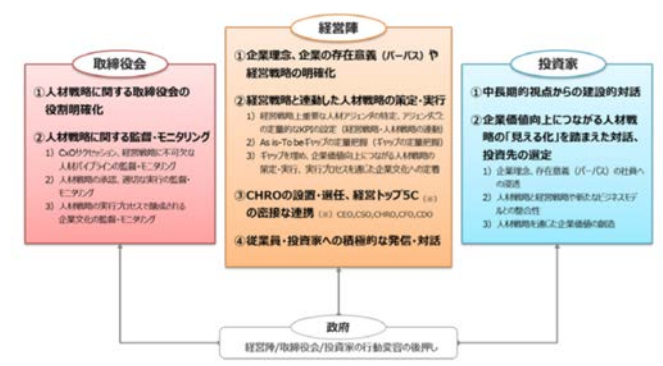 取締役会
①人材戦略に関する取締役会の
役割明確化
②人材戦略に関する監督・モニタリング
1) CxOサクセッション、経営戦略に不可欠な
人材パイプラインの監督・モニタリング
2) 人材戦略の承認、適切な実行の監督・
モニタリング
3) 人材戦略の実行プロセスで醸成される
企業文化の監督・モニタリング
経営陣
①企業理念、企業の存在意義（パーパス）や
経営戦略の明確化
②経営戦略と連動した人材戦略の策定・実行
1) 経営戦略上重要な人材アジェンダの特定、アジェンダごと
の定量的なKPIの設定（経営戦略・人材戦略の連動）
2) As is-To beギャップの定量把握（ギャップの定量把握）
3) ギャップを埋め、企業価値向上につながる人材戦略の
策定・実行、実行プロセスを通じた企業文化への定着
③CHROの設置・選任、経営トップ5C（※）
の密接な連携（※）CEO,CSO,CHRO,CFO,CDO
④従業員・投資家への積極的な発信・対話
投資家
①中長期的視点からの建設的対話
②企業価値向上につながる人材戦
略の「見える化」を踏まえた対話、
投資先の選定
1) 企業理念、存在意義（パーパス）の社員へ
の浸透
2) 人材戦略と経営戦略や新たなビジネスモデ
ルとの整合性
3) 人材戦略を通じた企業価値の創造
政府
経営陣/取締役会/投資家の行動変容の後押し